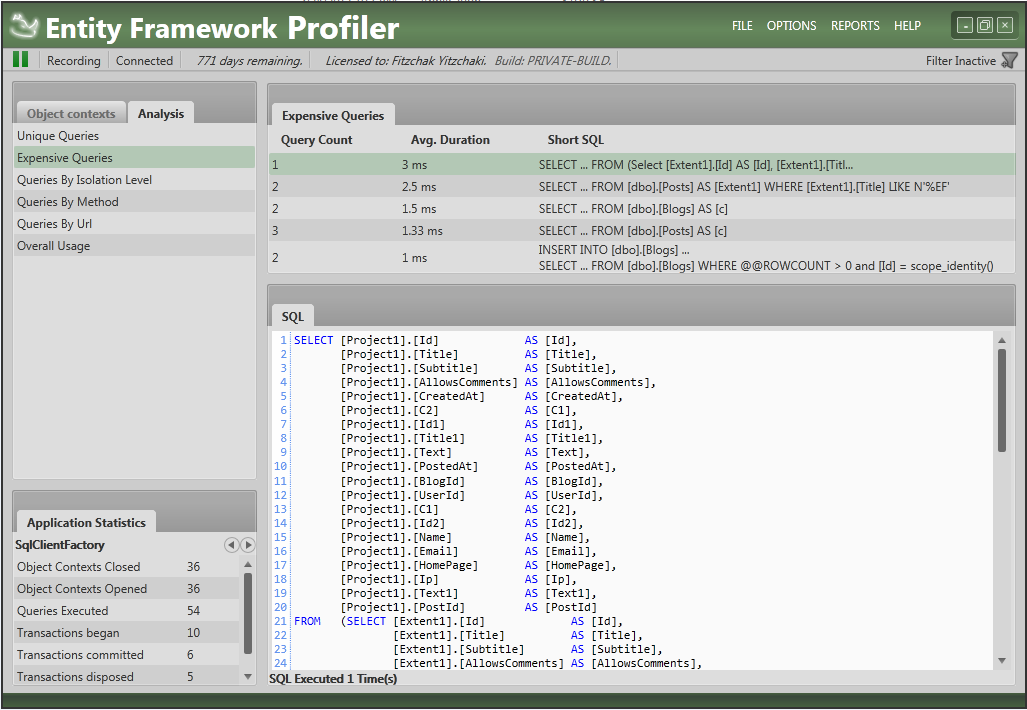 Entity Framework Profiler
FILE OPTIONS REPORTS HELP
Recording Connected 771 days remaining. Licensed to: Fitzchak Yitzchaki. Build: PRIVATE-BUILD. Filter Inactive
Object contexts Analysis
Unique Queries
Expensive Queries
Queries By Isolation Level
Queries By Method
Queries By Url
Overall Usage
Application Statistics
SqlClientFactory
Object Contexts Closed 36
Object Contexts Opened 36
Queries Executed 54
Transactions began 10
Transactions committed 6
Transactions disposed 5
Expensive Queries
Query Count Avg. Duration Short SQL
1 3 ms SELECT ... FROM (Select [Extent1].[Id] AS [Id], [Extent1].[Titl...
2 2.5 ms SELECT ... FROM [dbo].[Posts] AS [Extent1] WHERE [Extent1].[Title] LIKE N'%EF'
2 1.5 ms SELECT ... FROM [dbo].[Blogs] AS [c]
3 1.33 ms SELECT ... FROM [dbo].[Posts] AS [c]
2 1 ms INSERT INTO [dbo].[Blogs] ...
SELECT ... FROM [dbo].[Blogs] WHERE @@ROWCOUNT > 0 and [Id] = scope_identity()
SQL
1 SELECT [Project1].[Id] AS [Id],
2 [Project1].[Title] AS [Title],
3 [Project1].[Subtitle] AS [Subtitle],
4 [Project1].[AllowsComments] AS [AllowsComments],
5 [Project1].[CreatedAt] AS [CreatedAt],
6 [Project1].[C2] AS [C1],
7 [Project1].[Id1] AS [Id1],
8 [Project1].[Title1] AS [Title1],
9 [Project1].[Text] AS [Text],
10 [Project1].[PostedAt] AS [PostedAt],
11 [Project1].[BlogId] AS [BlogId],
12 [Project1].[UserId] AS [UserId],
13 [Project1].[C1] AS [C2],
14 [Project1].[Id2] AS [Id2],
15 [Project1].[Name] AS [Name],
16 [Project1].[Email] AS [Email],
17 [Project1].[HomePage] AS [HomePage],
18 [Project1].[Ip] AS [Ip],
19 [Project1].[Text1] AS [Text1],
20 [Project1].[PostId] AS [PostId]
21 FROM (SELECT [Extent1].[Id] AS [Id],
22 [Extent1].[Title] AS [Title],
23 [Extent1].[Subtitle] AS [Subtitle],
24 [Extent1].[AllowsComments] AS [AllowsComments],
SQL Executed 1 Time(s)